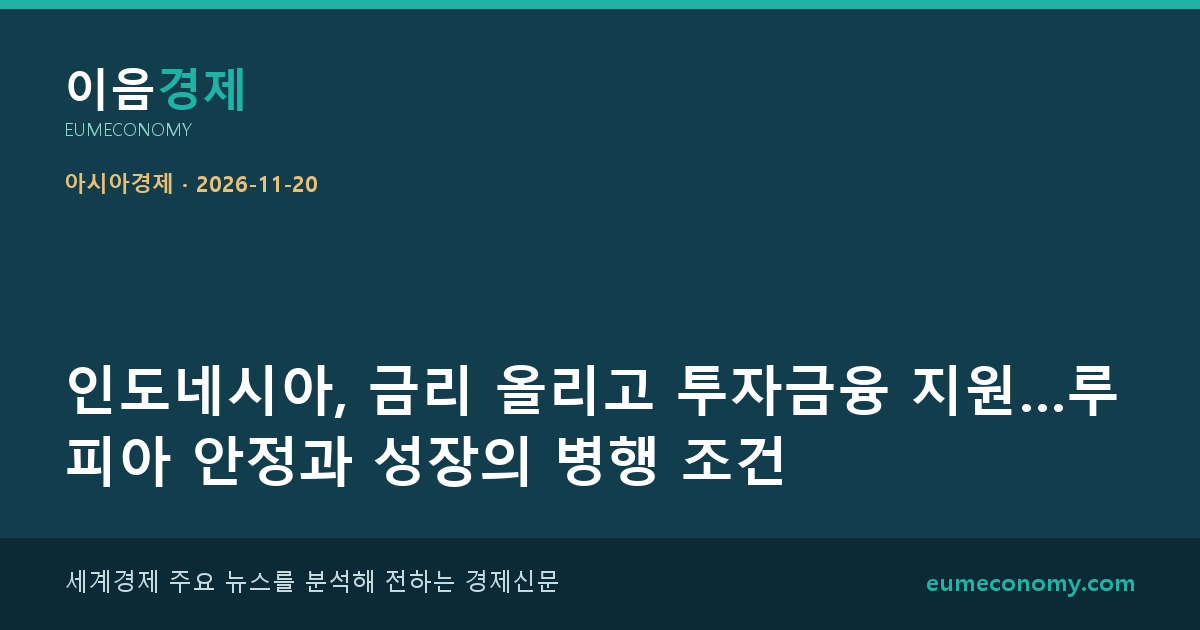 이음경제
EUMECONOMY
아시아경제 · 2026-11-20
인도네시아, 금리 올리고 투자금융 지원…루
피아 안정과 성장의 병행 조건
세계경제 주요 뉴스를 분석해 전하는 경제신문
eumeconomy.com